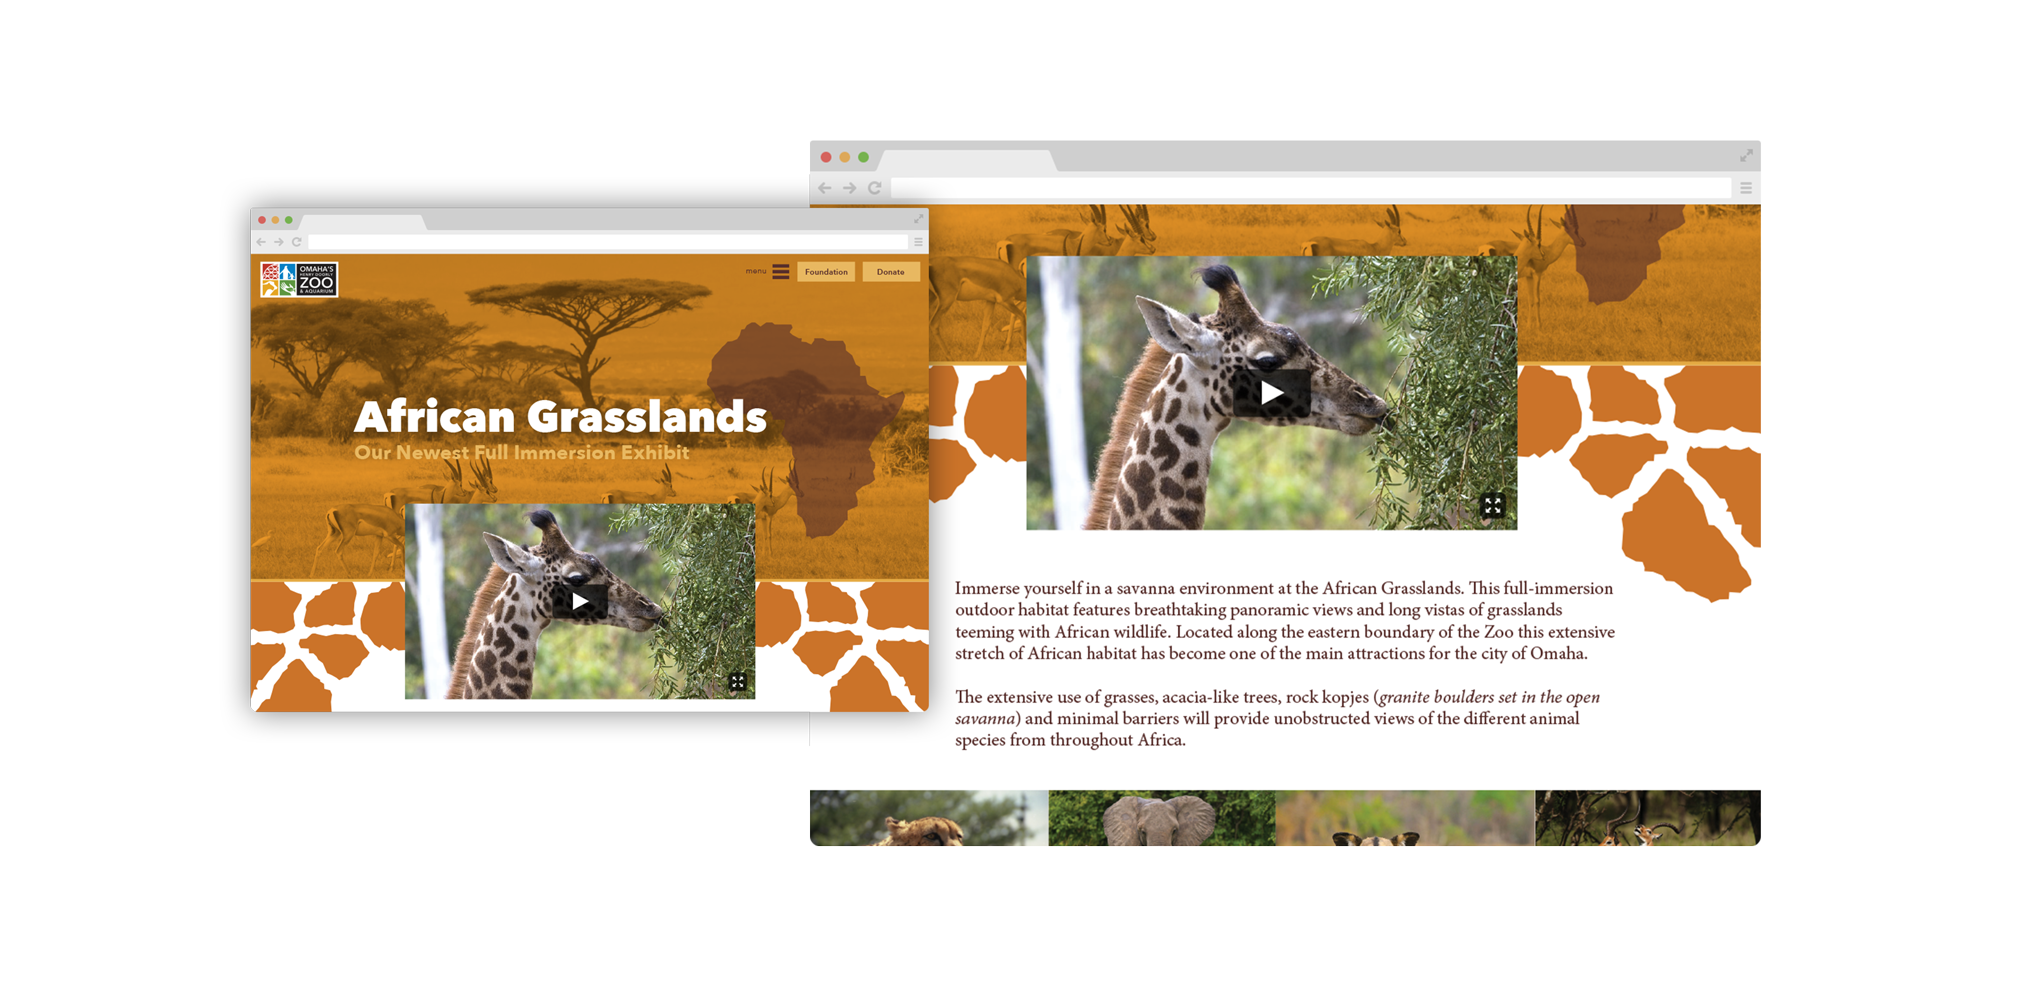 OMAHA'S
HENRY DOORLY
ZOO
& AQUARIUM
menu
Foundation
Donate
African Grasslands
Our Newest Full Immersion Exhibit
Immerse yourself in a savanna environment at the African Grasslands. This full-immersion
outdoor habitat features breathtaking panoramic views and long vistas of grasslands
teeming with African wildlife. Located along the eastern boundary of the Zoo this extensive
stretch of African habitat has become one of the main attractions for the city of Omaha.
The extensive use of grasses, acacia-like trees, rock kopjes (granite boulders set in the open
savanna) and minimal barriers will provide unobstructed views of the different animal
species from throughout Africa.